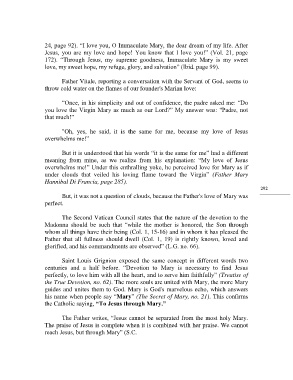 24, page 92). "I love you, O Immaculate Mary, the dear dream of my life. After
Jesus, you are my love and hope! You know that I love you!" (Vol. 21, page
172). "Through Jesus, my supreme goodness, Immaculate Mary is my sweet
love, my sweet hope, my refuge, glory, and salvation" (Ibid. page 99).
Father Vitale, reporting a conversation with the Servant of God, seems to
throw cold water on the flames of our founder's Marian love:
"Once, in his simplicity and out of confidence, the padre asked me: "Do
you love the Virgin Mary as much as our Lord?" My answer was: "Padre, not
that much!"
"Oh, yes, he said, it is the same for me, because my love of Jesus
overwhelms me!"
But it is understood that his words "it is the same for me" had a different
meaning from mine, as we realize from his explanation: "My love of Jesus
overwhelms me!" Under this enthralling yoke, he perceived love for Mary as if
under clouds that veiled his loving flame toward the Virgin" (Father Mary
Hannibal Di Francia, page 285).
292
But, it was not a question of clouds, because the Father's love of Mary was
perfect.
The Second Vatican Council states that the nature of the devotion to the
Madonna should be such that "while the mother is honored, the Son through
whom all things have their being (Col. 1, 15-16) and in whom it has pleased the
Father that all fullness should dwell (Col. 1, 19) is rightly known, loved and
glorified, and his commandments are observed" (L.G. no. 66).
Saint Louis Grignion exposed the same concept in different words two
centuries and a half before. "Devotion to Mary is necessary to find Jesus
perfectly, to love him with all the heart, and to serve him faithfully" (Treatise of
the True Devotion, no. 62). The more souls are united with Mary, the more Mary
guides and unites them to God. Mary is God's marvelous echo, which answers
his name when people say "Mary" (The Secret of Mary, no. 21). This confirms
the Catholic saying, "To Jesus through Mary."
The Father writes, "Jesus cannot be separated from the most holy Mary.
The praise of Jesus is complete when it is combined with her praise. We cannot
reach Jesus, but through Mary" (S.C.